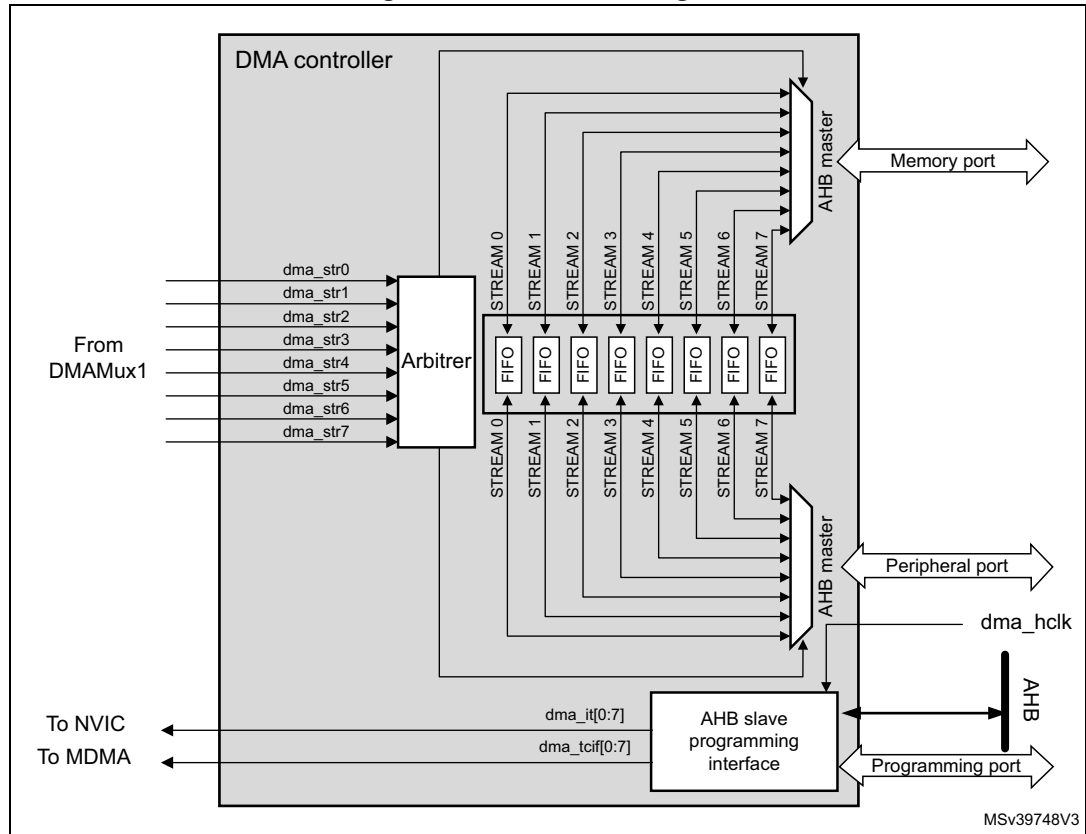 DMA controller
AHB master
Memory port
STREAM 0
STREAM 1
STREAM 2
STREAM 3
STREAM 4
STREAM 5
STREAM 6
STREAM 7
dma_str0
dma_str1
dma_str2
dma_str3
dma_str4
dma_str5
dma_str6
dma_str7
From
DMAMux1
Arbitrer
FIFO
FIFO
FIFO
FIFO
FIFO
FIFO
FIFO
FIFO
STREAM 0
STREAM 1
STREAM 2
STREAM 3
STREAM 4
STREAM 5
STREAM 6
STREAM 7
AHB master
Peripheral port
dma_hclk
AHB
To NVIC
To MDMA
dma_it[0:7]
dma_tcif[0:7]
AHB slave
programming
interface
Programming port
MSv39748V3